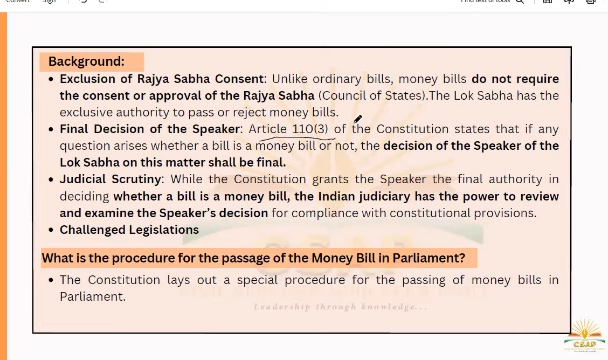 Background:
• Exclusion of Rajya Sabha Consent: Unlike ordinary bills, money bills do not require
the consent or approval of the Rajya Sabha (Council of States).The Lok Sabha has the
exclusive authority to pass or reject money bills.
• Final Decision of the Speaker: Article 110(3) of the Constitution states that if any
question arises whether a bill is a money bill or not, the decision of the Speaker of the
Lok Sabha on this matter shall be final.
• Judicial Scrutiny: While the Constitution grants the Speaker the final authority in
deciding whether a bill is a money bill, the Indian judiciary has the power to review
and examine the Speaker's decision for compliance with constitutional provisions.
• Challenged Legislations
What is the procedure for the passage of the Money Bill in Parliament?
• The Constitution lays out a special procedure for the passing of money bills in
Parliament.
Leadership through knowledge...
CSAP